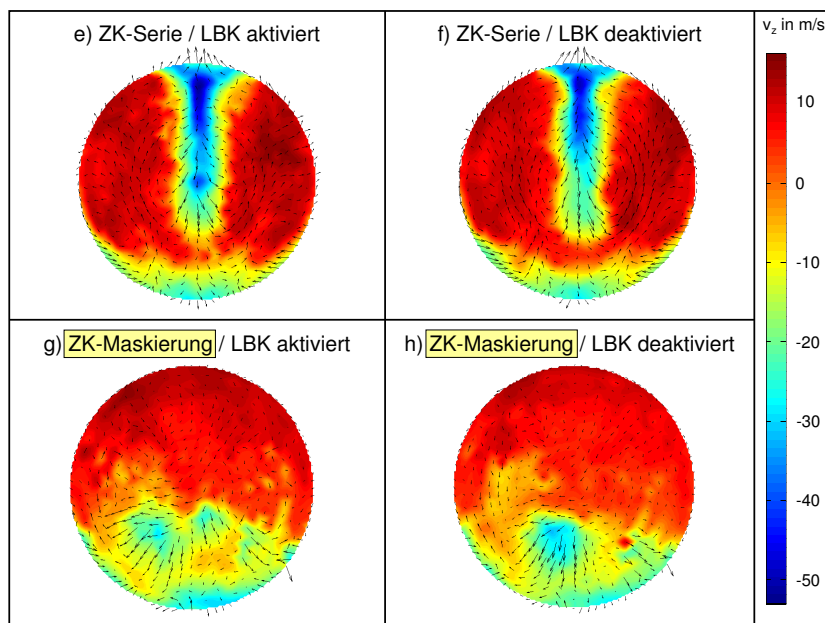 e) ZK-Serie / LBK aktiviert
f) ZK-Serie / LBK deaktiviert
v_z in m/s
10
0
-10
-20
-30
-40
-50
g) ZK-Maskierung / LBK aktiviert
h) ZK-Maskierung / LBK deaktiviert